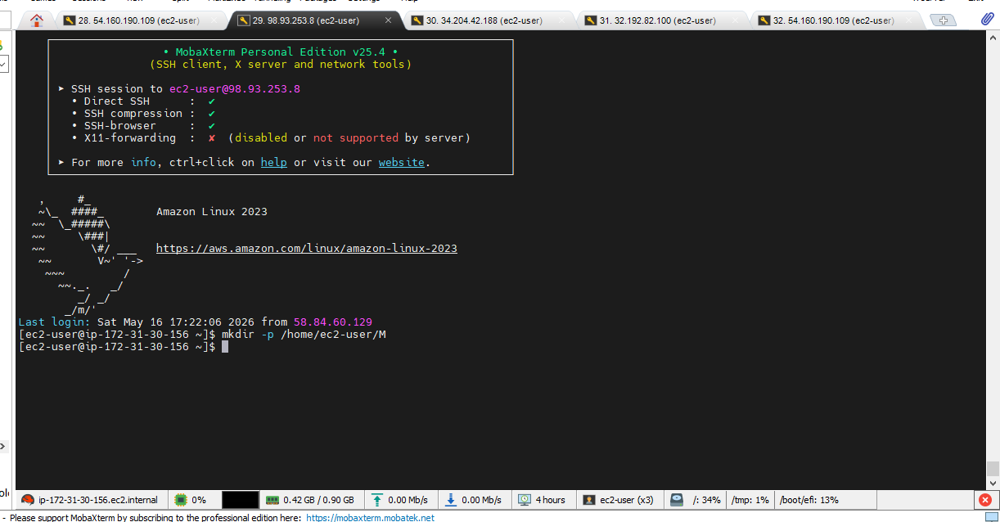 28. 54.160.190.109 (ec2-user)
29. 98.93.253.8 (ec2-user)
30. 34.204.42.188 (ec2-user)
31. 32.192.82.100 (ec2-user)
32. 54.160.190.109 (ec2-user)
• MobaXterm Personal Edition v25.4 •
(SSH client, X server and network tools)
➤ SSH session to ec2-user@98.93.253.8
• Direct SSH : ✔
• SSH compression : ✔
• SSH-browser : ✔
• X11-forwarding : ✘ (disabled or not supported by server)
➤ For more info, ctrl+click on help or visit our website.
, #_
~\_ ####_ Amazon Linux 2023
~~ \_#####\
~~ \###|
~~ \#/ ___ https://aws.amazon.com/linux/amazon-linux-2023
~~ V~' '->
~~~ /
~~._. _/
_/ _/
_/m/'
Last login: Sat May 16 17:22:06 2026 from 58.84.60.129
[ec2-user@ip-172-31-30-156 ~]$ mkdir -p /home/ec2-user/M
[ec2-user@ip-172-31-30-156 ~]$
ip-172-31-30-156.ec2.internal 0% 0.42 GB / 0.90 GB 0.00 Mb/s 0.00 Mb/s 4 hours ec2-user (x3) /: 34% /tmp: 1% /boot/efi: 13%
- Please support MobaXterm by subscribing to the professional edition here: https://mobaxterm.mobatek.net